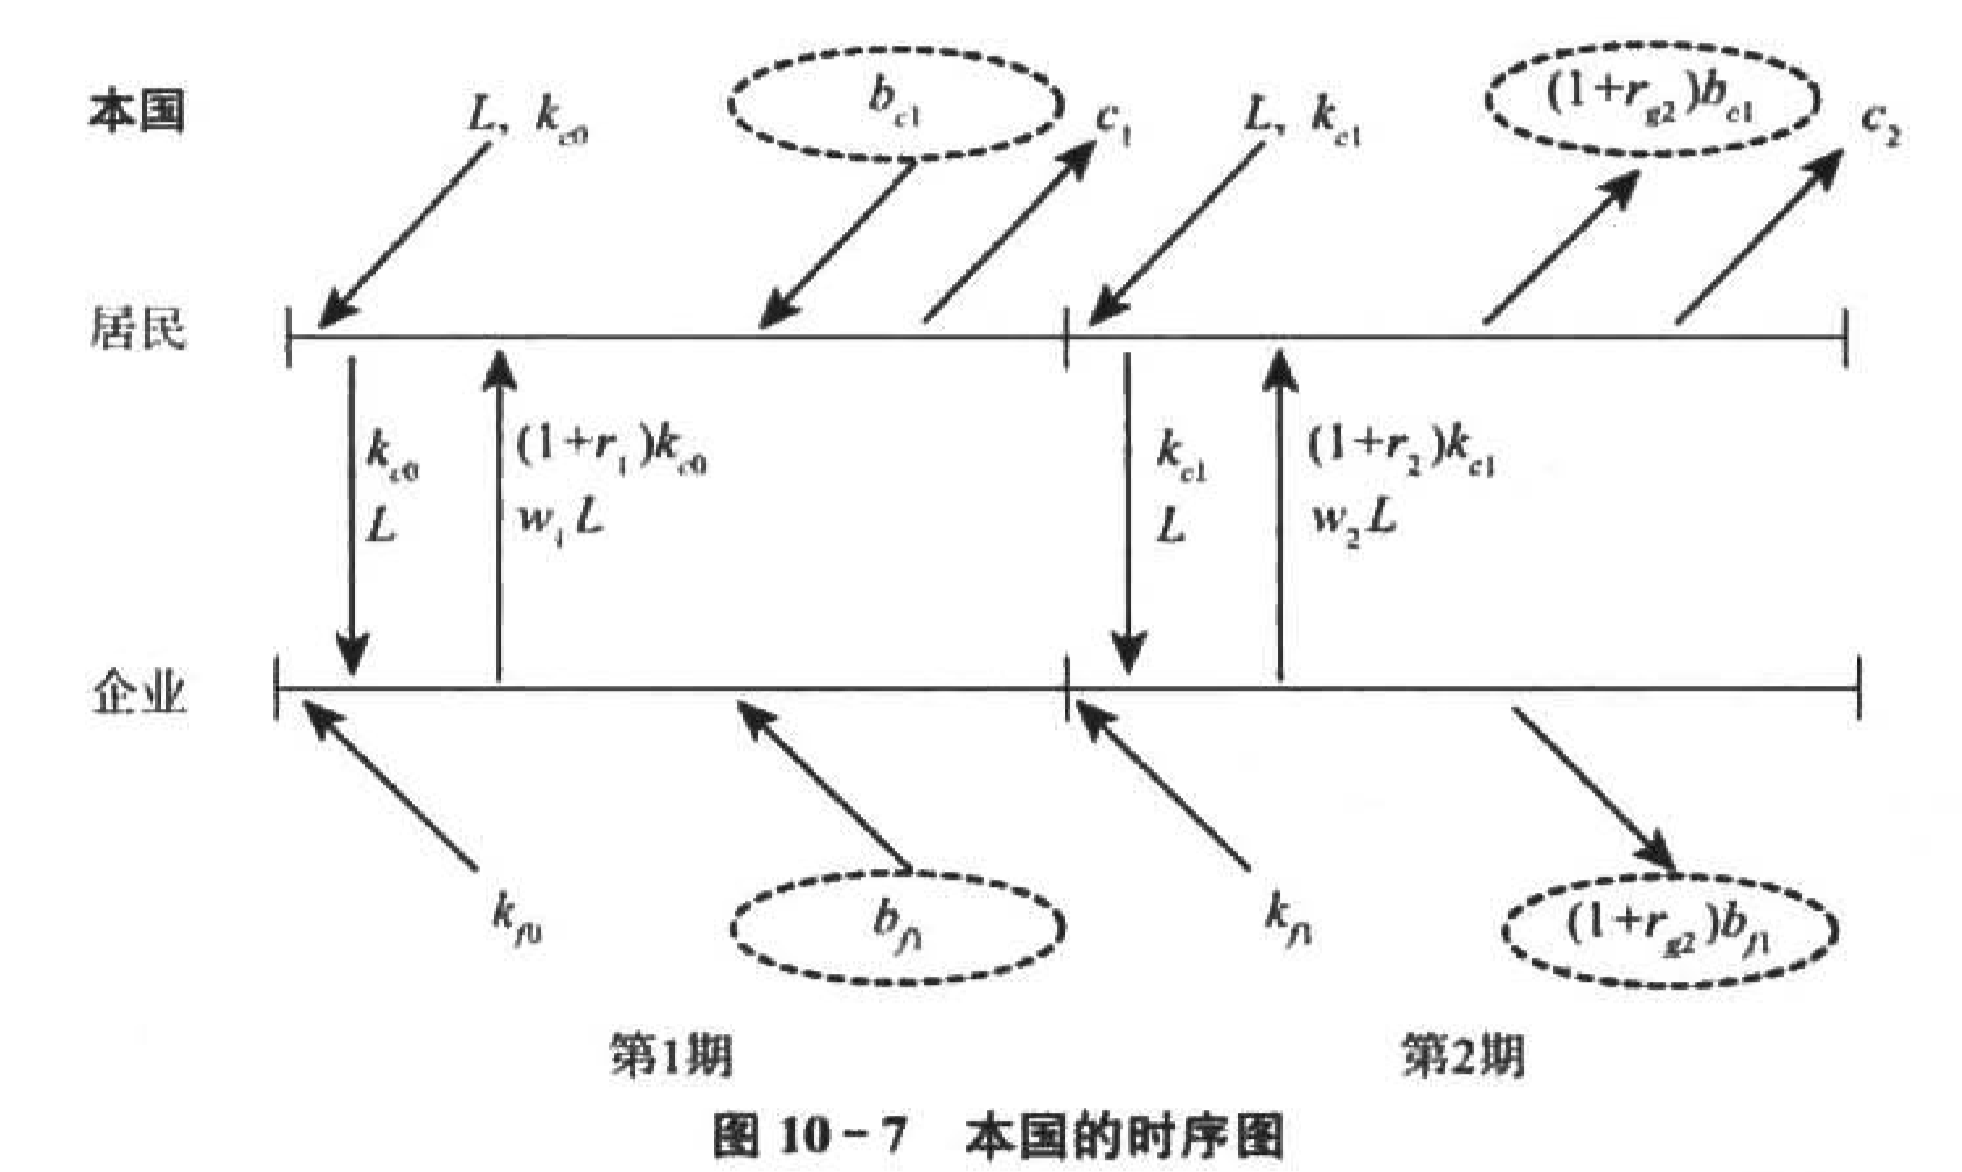 本国
L, k_{c0}
b_{c1}
c_1
L, k_{c1}
(1+r_{g2})b_{c1}
c_2
居民
k_{c0}
L
(1+r_1)k_{c0}
w_1L
k_{c1}
L
(1+r_2)k_{c1}
w_2L
企业
k_{f0}
b_{f1}
k_{f1}
(1+r_{g2})b_{f1}
第1期
第2期
图 10-7 本国的时序图